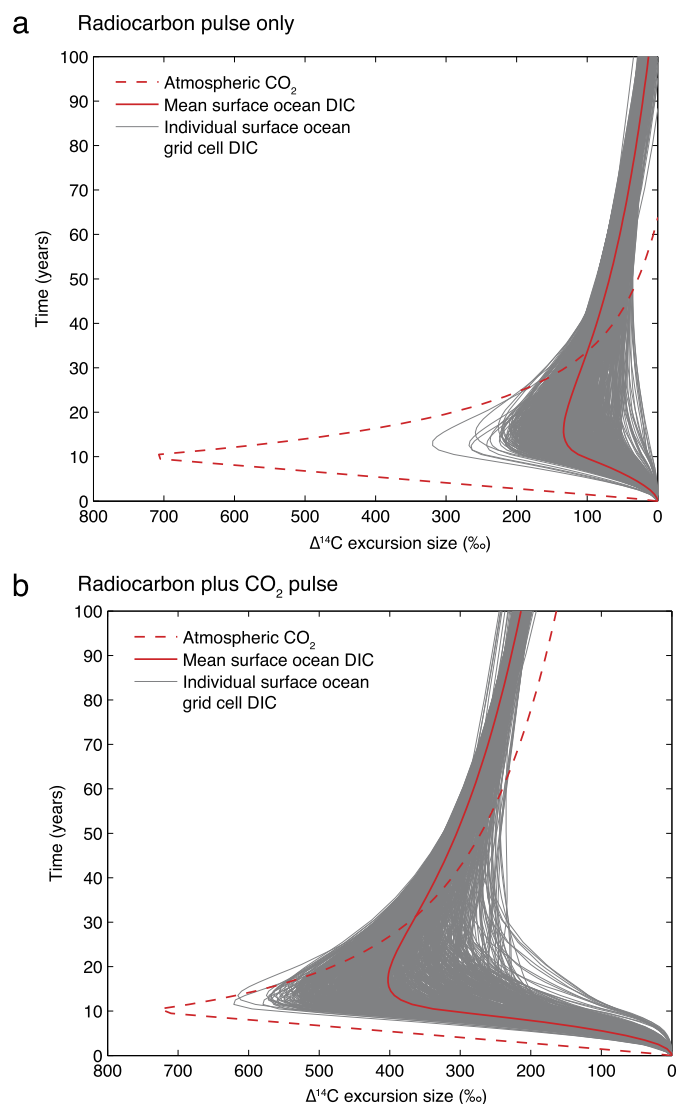 a Radiocarbon pulse only
100
90
80
70
60
50
40
30
20
10
0
Time (years)
Atmospheric CO₂
Mean surface ocean DIC
Individual surface ocean
grid cell DIC
800 700 600 500 400 300 200 100 0
Δ¹⁴C excursion size (‰)
b Radiocarbon plus CO₂ pulse
100
90
80
70
60
50
40
30
20
10
0
Time (years)
Atmospheric CO₂
Mean surface ocean DIC
Individual surface ocean
grid cell DIC
800 700 600 500 400 300 200 100 0
Δ¹⁴C excursion size (‰)